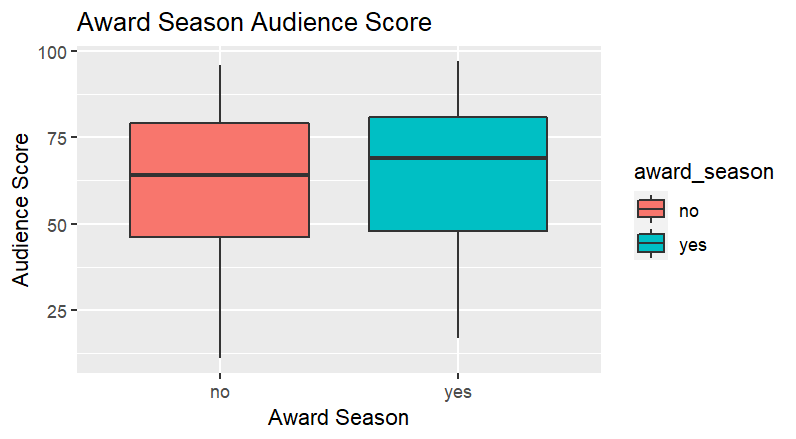 Award Season Audience Score
Audience Score
100
75
50
25
no
yes
Award Season
award_season
no
yes